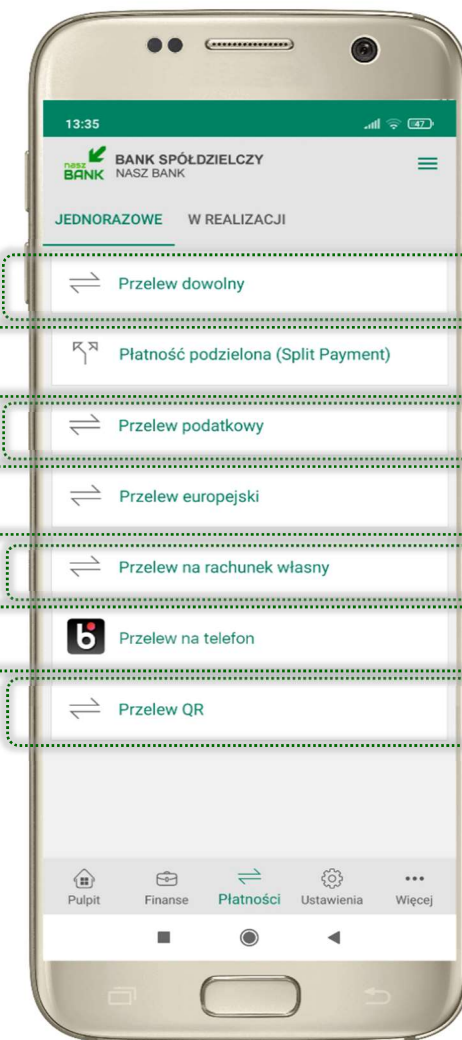 13:35
47
nasz BANK
BANK SPÓŁDZIELCZY
NASZ BANK
JEDNORAZOWE W REALIZACJI
Przelew dowolny
Płatność podzielona (Split Payment)
Przelew podatkowy
Przelew europejski
Przelew na rachunek własny
b Przelew na telefon
Przelew QR
Pulpit Finanse Płatności Ustawienia Więcej